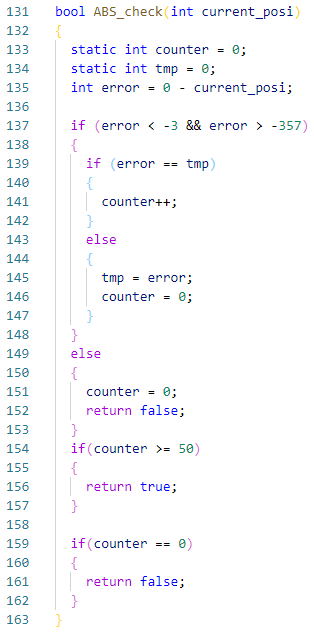 131 bool ABS_check(int current_posi)
132 {
133   static int counter = 0;
134   static int tmp = 0;
135   int error = 0 - current_posi;
136
137   if (error < -3 && error > -357)
138   {
139     if (error == tmp)
140     {
141       counter++;
142     }
143     else
144     {
145       tmp = error;
146       counter = 0;
147     }
148   }
149   else
150   {
151     counter = 0;
152     return false;
153   }
154   if(counter >= 50)
155   {
156     return true;
157   }
158
159   if(counter == 0)
160   {
161     return false;
162   }
163 }